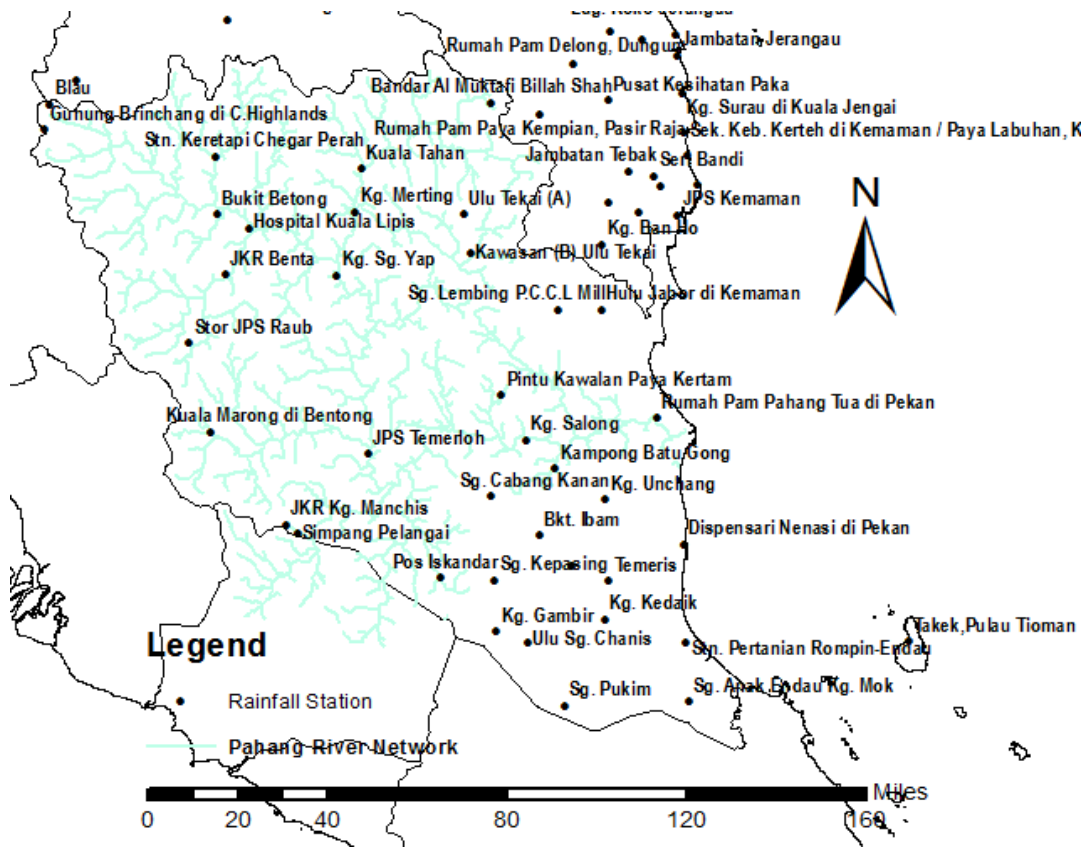 Rumah Pam Delong, Dungun
Jambatan Jerangau
Blau
Bandar Al Muktafi Billah Shah
Pusat Kesihatan Paka
Gunung Brinchang di C.Highlands
Kg. Surau di Kuala Jengai
Stn. Keretapi Chegar Perah
Rumah Pam Paya Kempian, Pasir Raja
Sek. Keb. Kerteh di Kemaman / Paya Labuhan, K
Kuala Tahan
Jambatan Tebak
Seri Bandi
Bukit Betong
Kg. Merting
Ulu Tekai (A)
JPS Kemaman
Hospital Kuala Lipis
Kg. Ban Ho
JKR Benta
Kg. Sg. Yap
Kawasan (B) Ulu Tekai
Sg. Lembing P.C.C.L Mill
Hulu Jabor di Kemaman
Stor JPS Raub
Pintu Kawalan Paya Kertam
Rumah Pam Pahang Tua di Pekan
Kuala Marong di Bentong
Kg. Salong
JPS Temerloh
Kampong Batu Gong
Sg. Cabang Kanan
Kg. Unchang
JKR Kg. Manchis
Bkt. Ibam
Simpang Pelangai
Dispensari Nenasi di Pekan
Pos Iskandar
Sg. Kepasing
Temeris
Kg. Gambir
Kg. Kedaik
Ulu Sg. Chanis
Stn. Pertanian Rompin-Endau
Takek,Pulau Tioman
Sg. Pukim
Sg. Anak Endau Kg. Mok
N
Legend
Rainfall Station
Pahang River Network
Miles
0 20 40 80 120 160